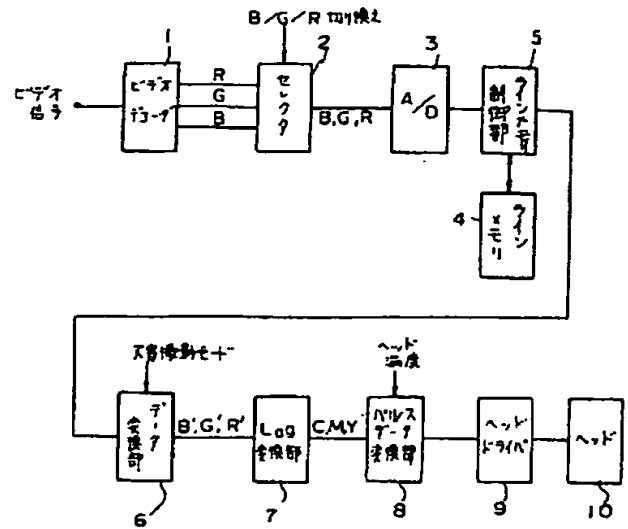 B/G/R 切り換え
1
2
3
5
ビデオ
信号
ビデオ
デコーダ
R
G
B
セレクタ
B,G,R
A/D
ラインメモリ
制御部
4
ライン
メモリ
ヘッド
温度
データ
変換部
B',G',R'
Log
変換部
C,M,Y
パルス
データ
変換部
ヘッド
ドライバ
ヘッド
6
7
8
9
10